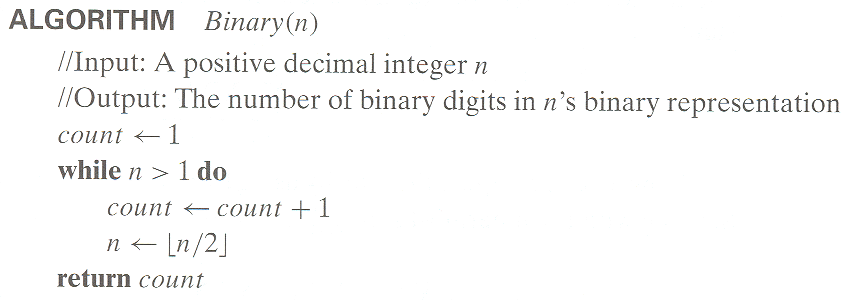 ALGORITHM Binary(n)
//Input: A positive decimal integer n
//Output: The number of binary digits in n's binary representation
count ← 1
while n > 1 do
count ← count + 1
n ← ⌊n/2⌋
return count